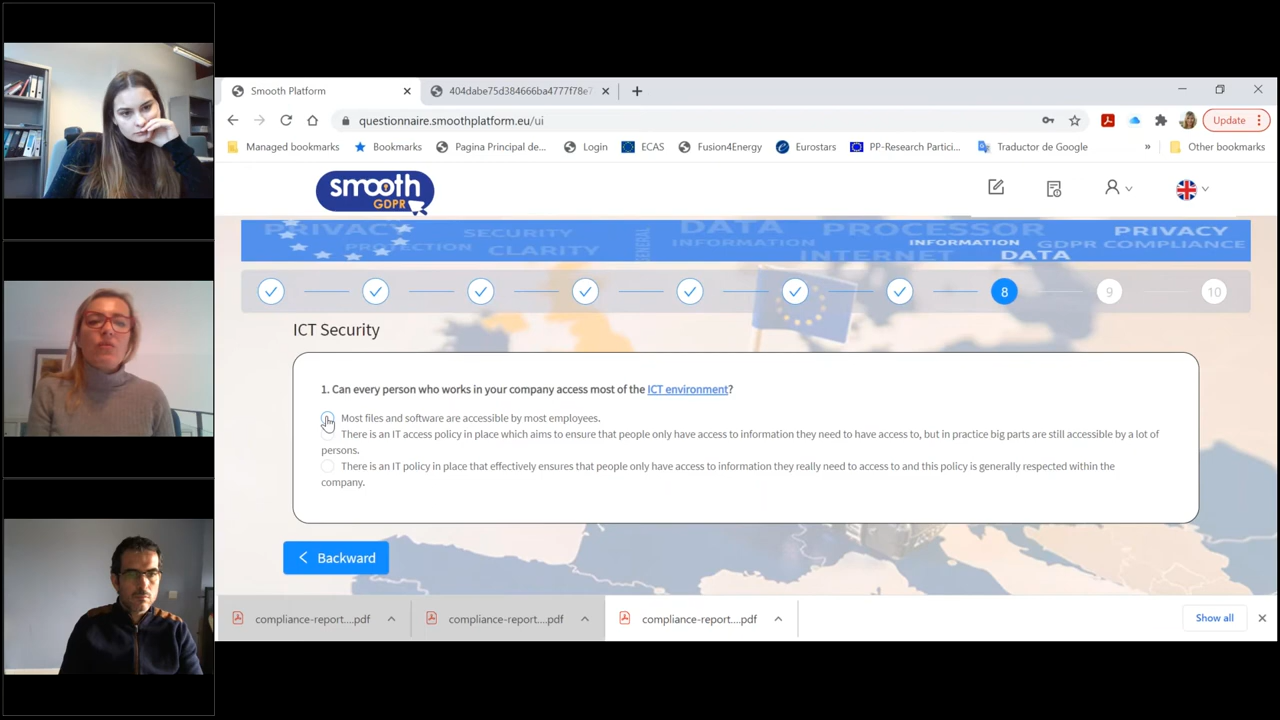 Smooth Platform
404dabe75d384666ba4777f78e7
questionnaire.smoothplatform.eu/ui
Update
Managed bookmarks
Bookmarks
Pagina Principal de...
Login
ECAS
Fusion4Energy
Eurostars
PP-Research Partici...
Traductor de Google
»
Other bookmarks
smooth
GDPR
PRIVACY SECURITY DATA PROCESSOR PRIVACY
PROTECTION CLARITY GENERAL INFORMATION INFORMATION GDPR COMPLIANCE
INTERNET DATA
8 9 10
ICT Security
1. Can every person who works in your company access most of the ICT environment?
Most files and software are accessible by most employees.
There is an IT access policy in place which aims to ensure that people only have access to information they need to have access to, but in practice big parts are still accessible by a lot of
persons.
There is an IT policy in place that effectively ensures that people only have access to information they really need to access to and this policy is generally respected within the
company.
Backward
compliance-report....pdf
compliance-report....pdf
compliance-report....pdf
Show all